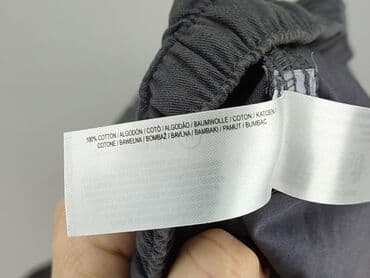 100% COTTON / ALGODÓN / COTÓ / ALGODÃO / BAUMWOLLE / COTON / KATOEN
COTONE / BAWEŁNA / BOMBAŽ / BAVLNA / BAMBAKI / PAMUT / BUMBAC